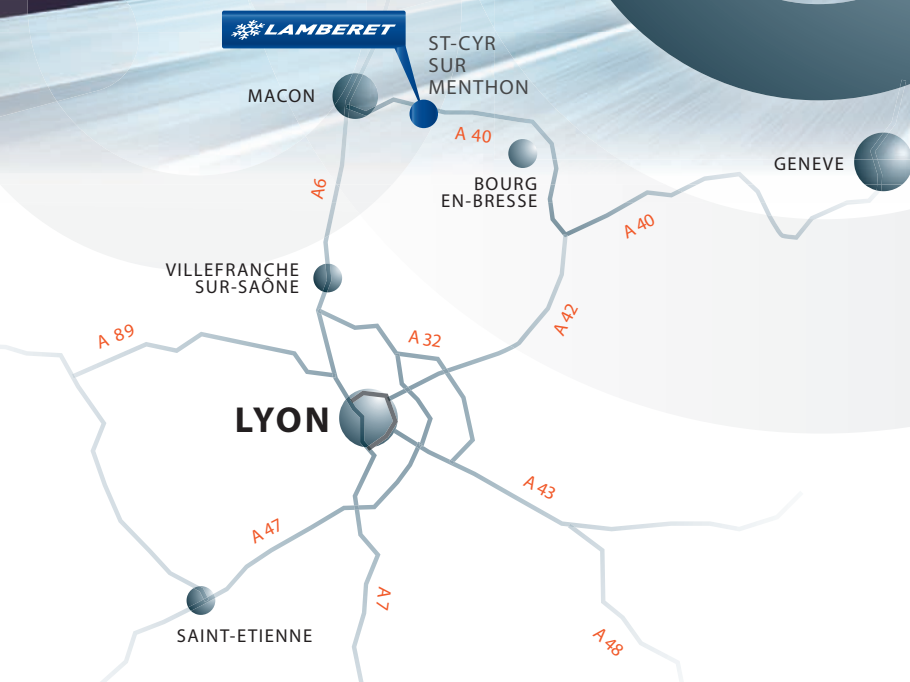 LAMBERET
ST-CYR
SUR
MENTHON
MACON
A 40
BOURG
EN-BRESSE
GENEVE
A6
A 40
VILLEFRANCHE
SUR-SAÔNE
A 42
A 89
A 32
LYON
A 43
A 47
A 7
SAINT-ETIENNE
A 48